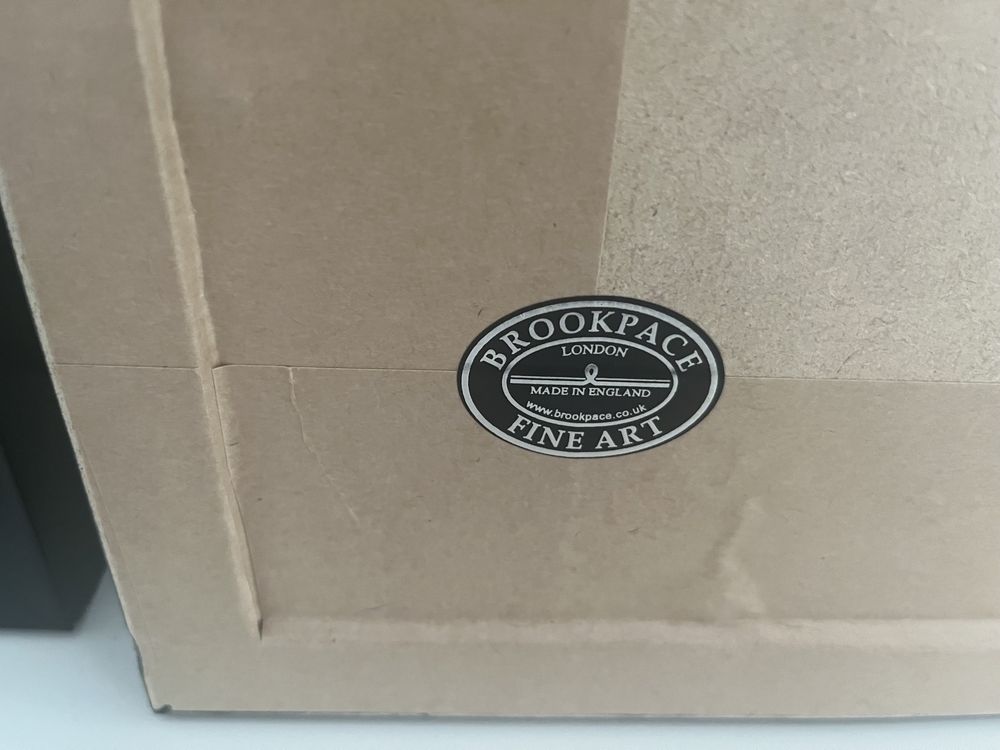 BROOKPACE
LONDON
MADE IN ENGLAND
www.brookpace.co.uk
FINE ART